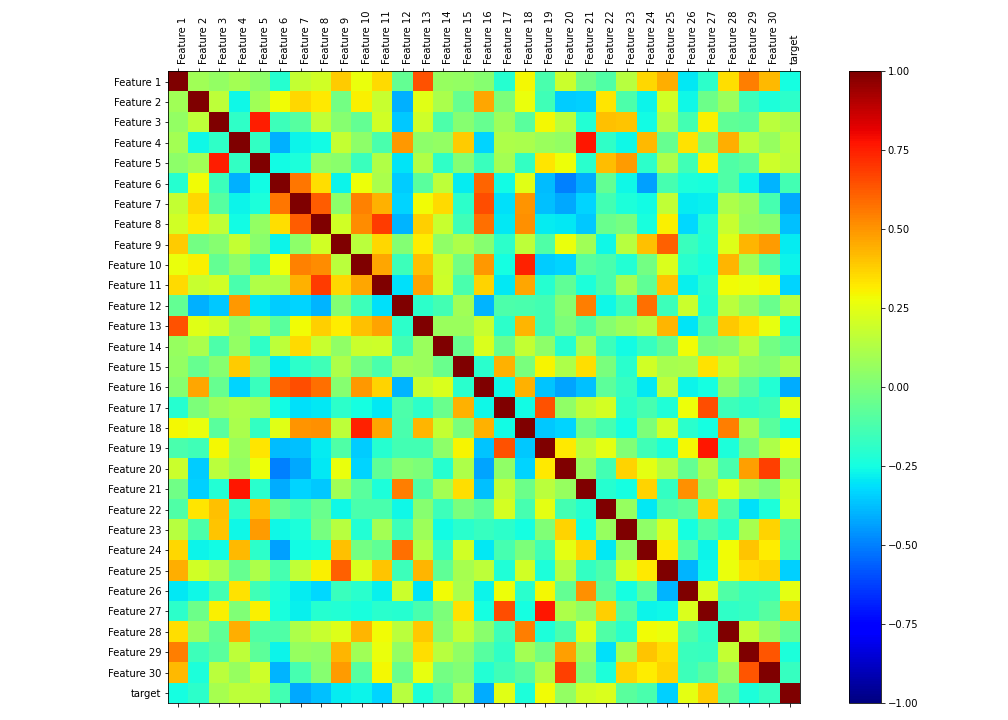 Feature 1
Feature 2
Feature 3
Feature 4
Feature 5
Feature 6
Feature 7
Feature 8
Feature 9
Feature 10
Feature 11
Feature 12
Feature 13
Feature 14
Feature 15
Feature 16
Feature 17
Feature 18
Feature 19
Feature 20
Feature 21
Feature 22
Feature 23
Feature 24
Feature 25
Feature 26
Feature 27
Feature 28
Feature 29
Feature 30
target
Feature 1
Feature 2
Feature 3
Feature 4
Feature 5
Feature 6
Feature 7
Feature 8
Feature 9
Feature 10
Feature 11
Feature 12
Feature 13
Feature 14
Feature 15
Feature 16
Feature 17
Feature 18
Feature 19
Feature 20
Feature 21
Feature 22
Feature 23
Feature 24
Feature 25
Feature 26
Feature 27
Feature 28
Feature 29
Feature 30
target
1.00
0.75
0.50
0.25
0.00
−0.25
−0.50
−0.75
−1.00